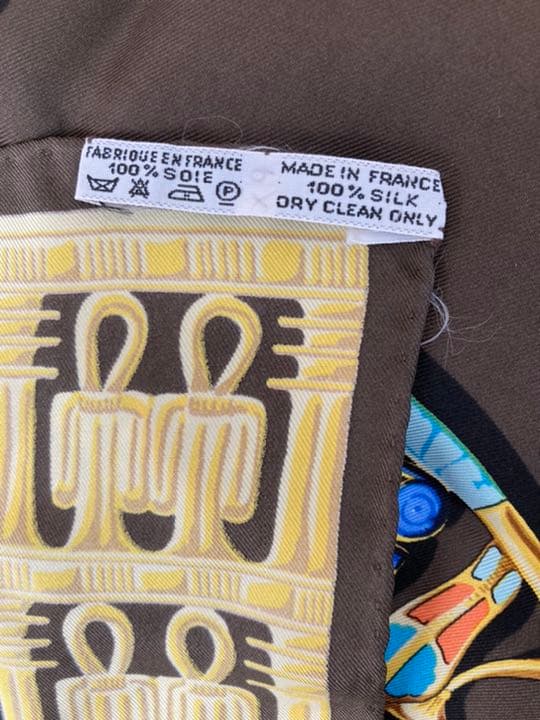 FABRIQUE EN FRANCE
100% SOIE
P
MADE IN FRANCE
100% SILK
DRY CLEAN ONLY